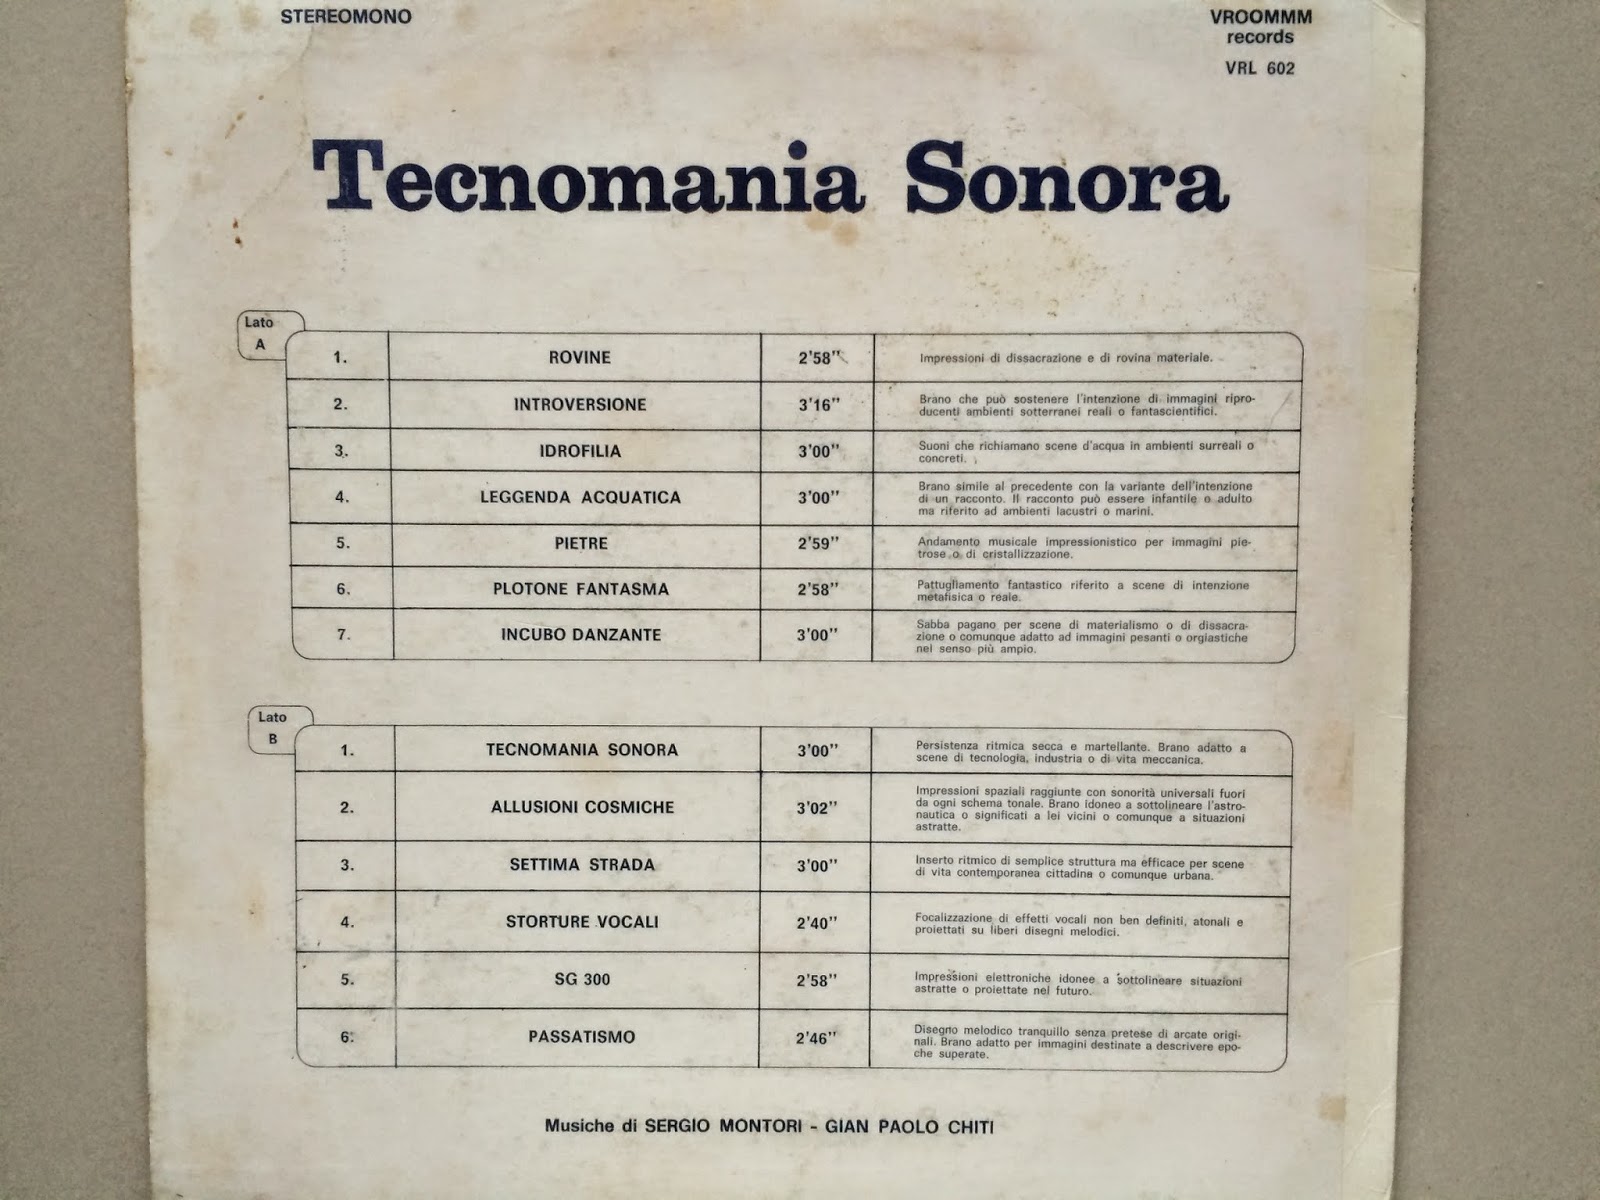 STEREOMONO
VROOMMM
records
VRL 602
Tecnomania Sonora
Lato
A
1.
ROVINE
2'58"
Impressioni di dissacrazione e di rovina materiale.
2.
INTROVERSIONE
3'16"
Brano che può sostenere l'intenzione di immagini ripro-
ducenti ambienti sotterranei reali o fantascientifici.
3.
IDROFILIA
3'00"
Suoni che richiamano scene d'acqua in ambienti surreali o
concreti.
4.
LEGGENDA ACQUATICA
3'00"
Brano simile al precedente con la variante dell'intenzione
di un racconto. Il racconto può essere infantile o adulto
ma riferito ad ambienti lacustri o marini.
5.
PIETRE
2'59"
Andamento musicale impressionistico per immagini pie-
trose o di cristallizzazione.
6.
PLOTONE FANTASMA
2'58"
Pattugliamento fantastico riferito a scene di intenzione
metafisica o reale.
7.
INCUBO DANZANTE
3'00"
Sabba pagano per scene di materialismo o di dissacra-
zione o comunque adatto ad immagini pesanti o orgiastiche
nel senso più ampio.
Lato
B
1.
TECNOMANIA SONORA
3'00"
Persistenza ritmica secca e martellante. Brano adatto a
scene di tecnologia, industria o di vita meccanica.
2.
ALLUSIONI COSMICHE
3'02"
Impressioni spaziali raggiunte con sonorità universali fuori
da ogni schema tonale. Brano idoneo a sottolineare l'astro-
nautica o significati a lei vicini o comunque a situazioni
astratte.
3.
SETTIMA STRADA
3'00"
Inserto ritmico di semplice struttura ma efficace per scene
di vita contemporanea cittadina o comunque urbana.
4.
STORTURE VOCALI
2'40"
Focalizzazione di effetti vocali non ben definiti, atonali e
proiettati su liberi disegni melodici.
5.
SG 300
2'58"
Impressioni elettroniche idonee a sottolineare situazioni
astratte o proiettate nel futuro.
6.
PASSATISMO
2'46"
Disegno melodico tranquillo senza pretese di arcate origi-
nali. Brano adatto per immagini destinate a descrivere epo-
che superate.
Musiche di SERGIO MONTORI - GIAN PAOLO CHITI